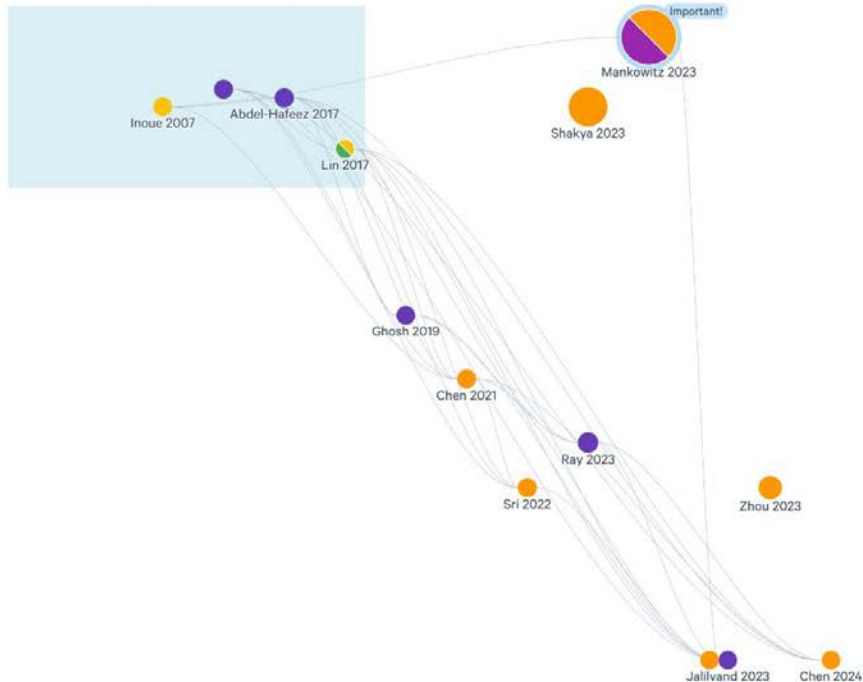 Important!
Mankowitz 2023
Inoue 2007
Abdel-Hafeez 2017
Shakya 2023
Lin 2017
Ghosh 2019
Chen 2021
Ray 2023
Sri 2022
Zhou 2023
Jalilvand 2023
Chen 2024